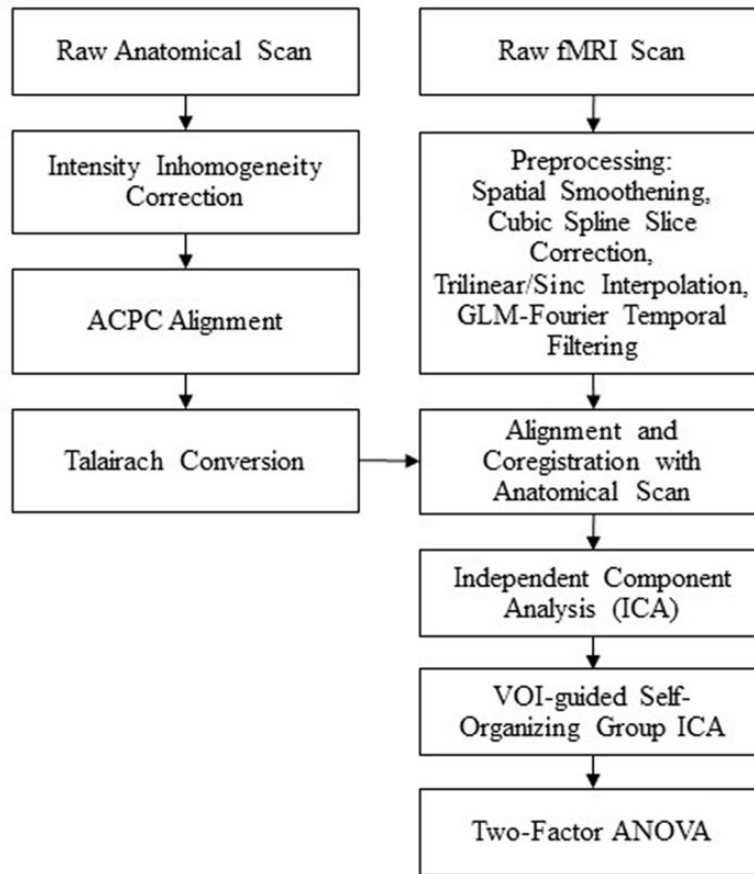 Raw Anatomical Scan
Intensity Inhomogeneity
Correction
ACPC Alignment
Talairach Conversion
Raw fMRI Scan
Preprocessing:
Spatial Smoothening,
Cubic Spline Slice
Correction,
Trilinear/Sinc Interpolation,
GLM-Fourier Temporal
Filtering
Alignment and
Coregistration with
Anatomical Scan
Independent Component
Analysis (ICA)
VOI-guided Self-
Organizing Group ICA
Two-Factor ANOVA